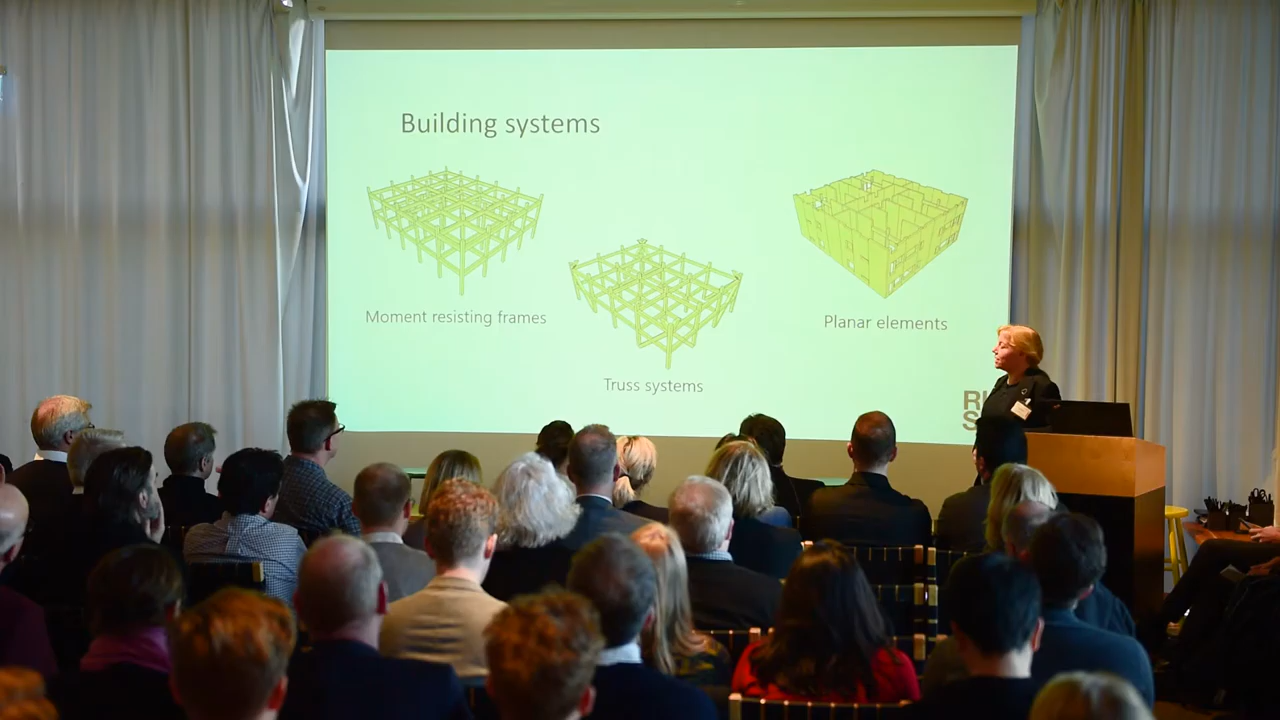 Building systems
Moment resisting frames
Truss systems
Planar elements